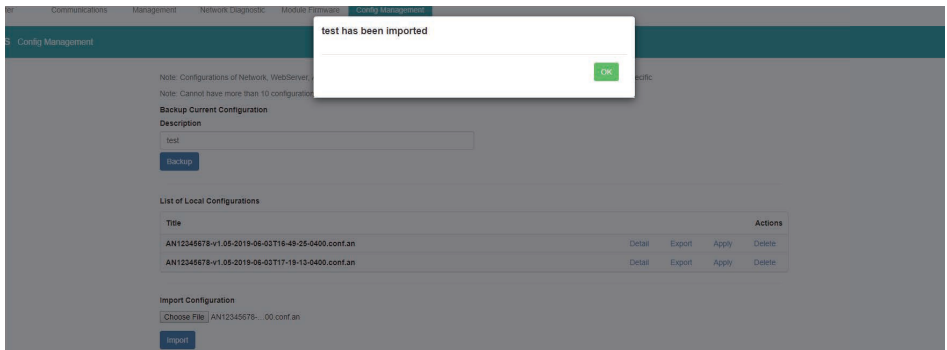 Communications Management Network Diagnostic Module Firmware Config Management
test has been imported
Config Management
OK
Note: Configurations of Network, WebServer,
Note: Cannot have more than 10 configuration
Backup Current Configuration
Description
test
Backup
List of Local Configurations
Title Actions
AN12345678-v1.05-2019-06-03T16-49-25-0400.conf.an Detail Export Apply Delete
AN12345678-v1.05-2019-06-03T17-19-13-0400.conf.an Detail Export Apply Delete
Import Configuration
Choose File AN12345678-...00.conf.an
Import